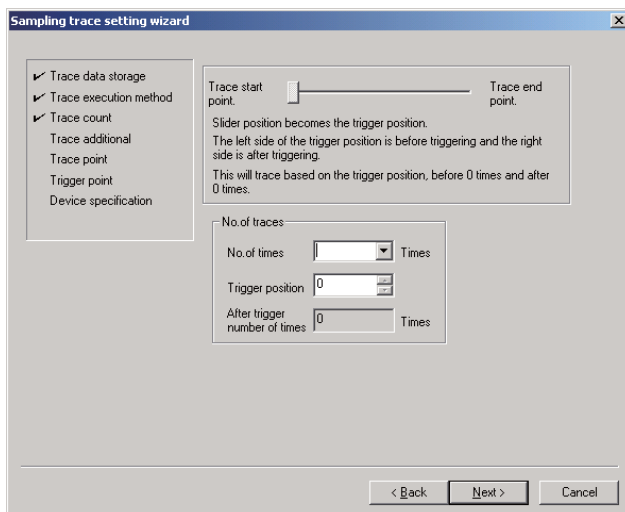 Sampling trace setting wizard
Trace data storage
Trace execution method
Trace count
Trace additional
Trace point
Trigger point
Device specification
Trace start
point.
Trace end
point.
Slider position becomes the trigger position.
The left side of the trigger position is before triggering and the right
side is after triggering.
This will trace based on the trigger position, before 0 times and after
0 times.
No.of traces
No.of times
Times
Trigger position
0
After trigger
number of times
0
Times
< Back
Next >
Cancel